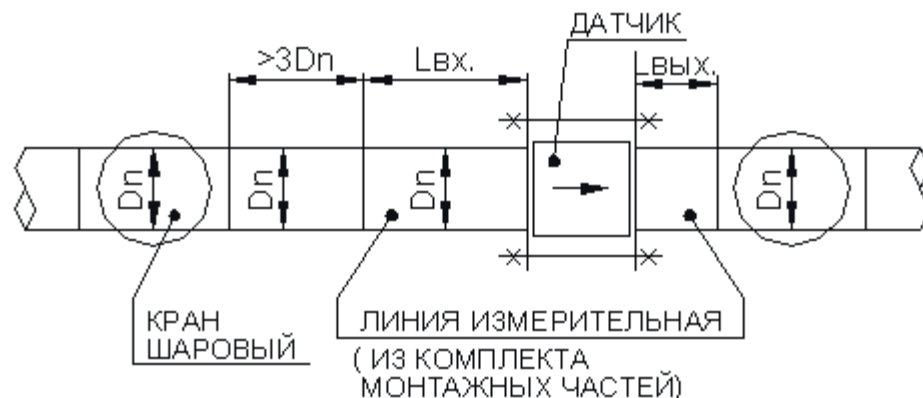 ДАТЧИК
>3Dn
Lвх.
Lвых.
Dn
Dn
Dn
Dn
КРАН
ШАРОВЫЙ
ЛИНИЯ ИЗМЕРИТЕЛЬНАЯ
( ИЗ КОМПЛЕКТА
МОНТАЖНЫХ ЧАСТЕЙ)